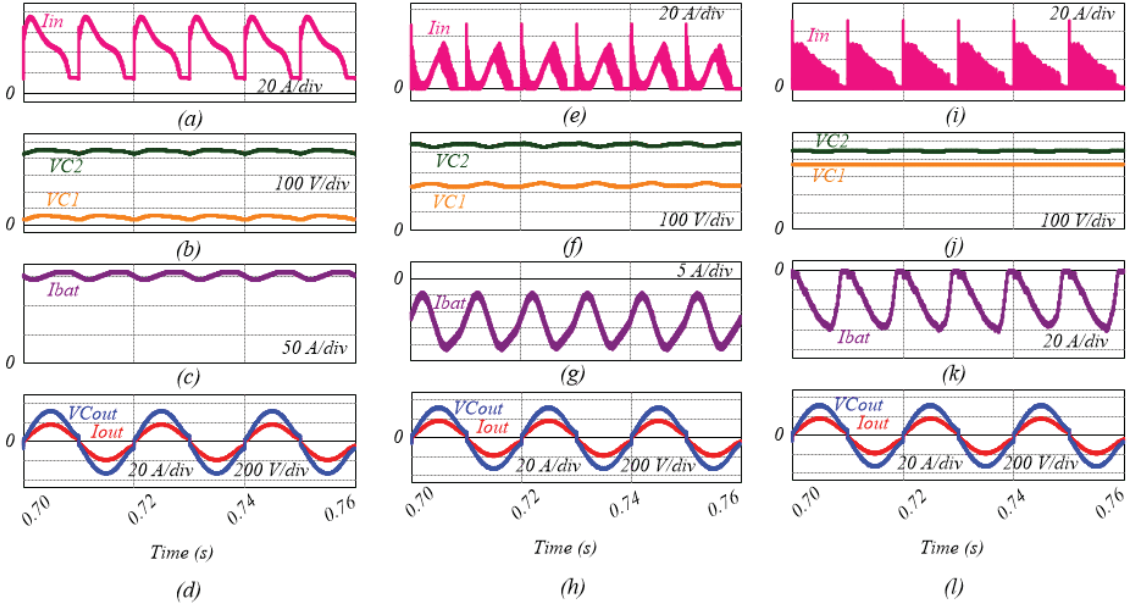 Iin
0
20 A/div
(a)
VC2
100 V/div
VC1
0
(b)
Ibat
50 A/div
0
(c)
VCout
Iout
0
20 A/div
200 V/div
0.70
0.72
0.74
0.76
Time (s)
(d)
20 A/div
Iin
0
(e)
VC2
VC1
100 V/div
0
(f)
0
5 A/div
Ibat
(g)
VCout
Iout
0
20 A/div
200 V/div
0.70
0.72
0.74
0.76
Time (s)
(h)
20 A/div
Iin
0
(i)
VC2
VC1
100 V/div
0
(j)
0
Ibat
20 A/div
(k)
VCout
Iout
0
20 A/div
200 V/div
0.70
0.72
0.74
0.76
Time (s)
(l)